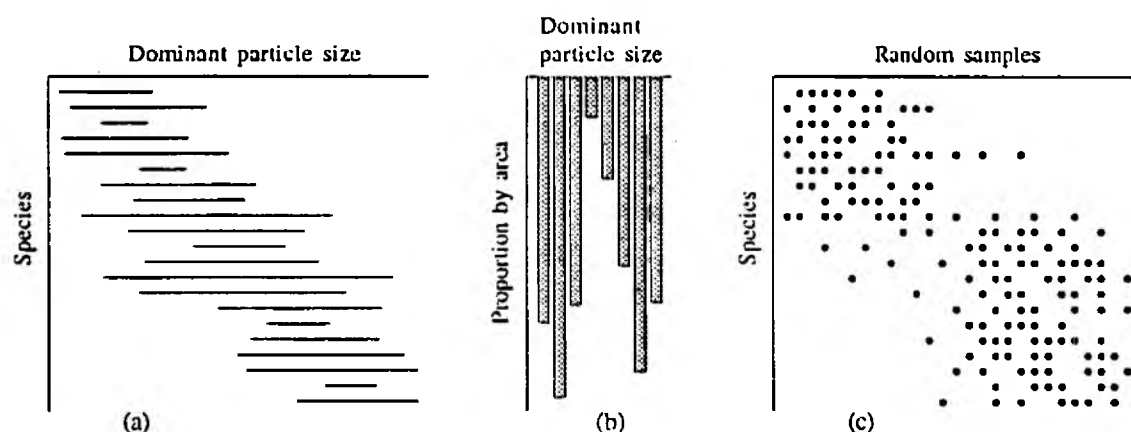 Dominant particle size
Species
(a)
Dominant
particle size
Proportion by area
(b)
Random samples
Species
(c)